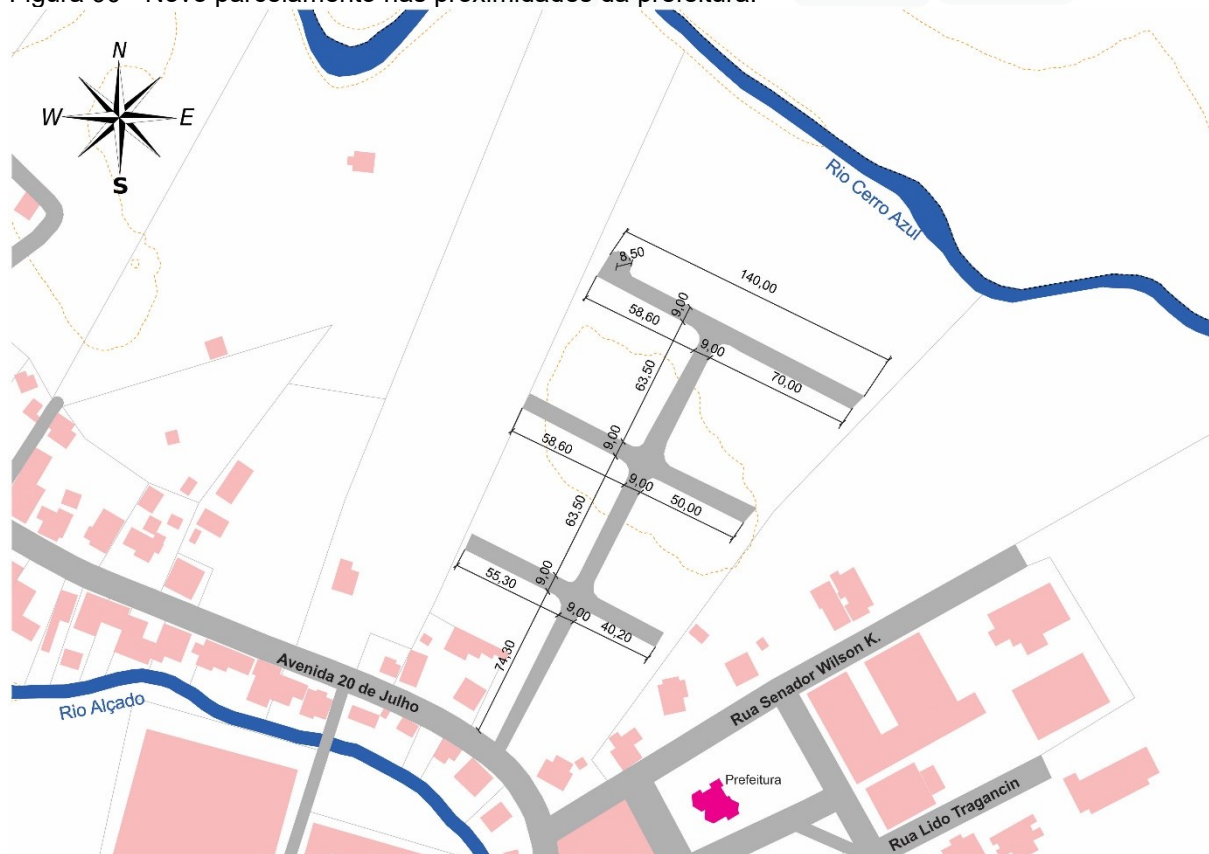 Figura 60 - Novo parcelamento nas proximidades da prefeitura.
N
W
E
S
Rio Cerro Azul
8,50
140,00
58,60
9,00
9,00
70,00
63,50
58,60
9,00
9,00
50,00
63,50
55,30
9,00
9,00
40,20
74,30
Avenida 20 de Julho
Rua Senador Wilson K.
Rio Alçado
Prefeitura
Rua Lido Tragancin